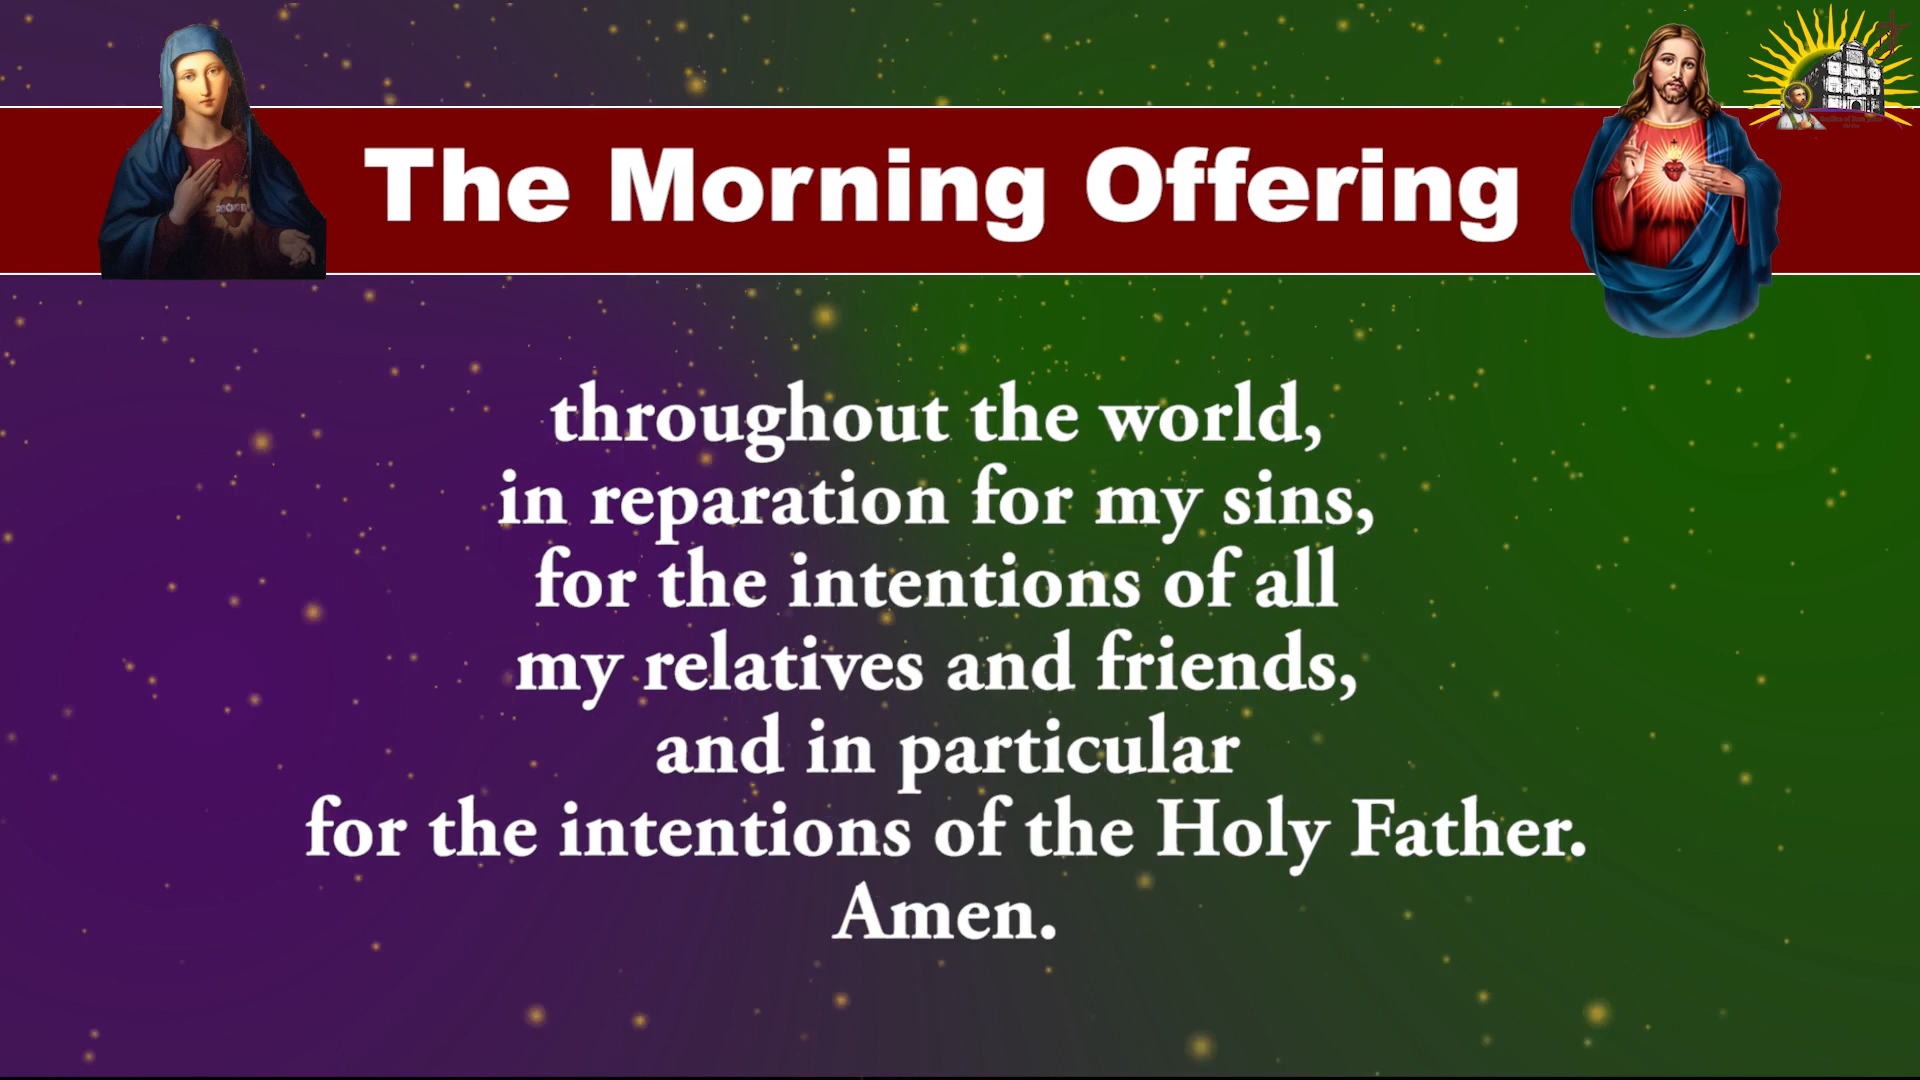 The Morning Offering
throughout the world,
in reparation for my sins,
for the intentions of all
my relatives and friends,
and in particular
for the intentions of the Holy Father.
Amen.